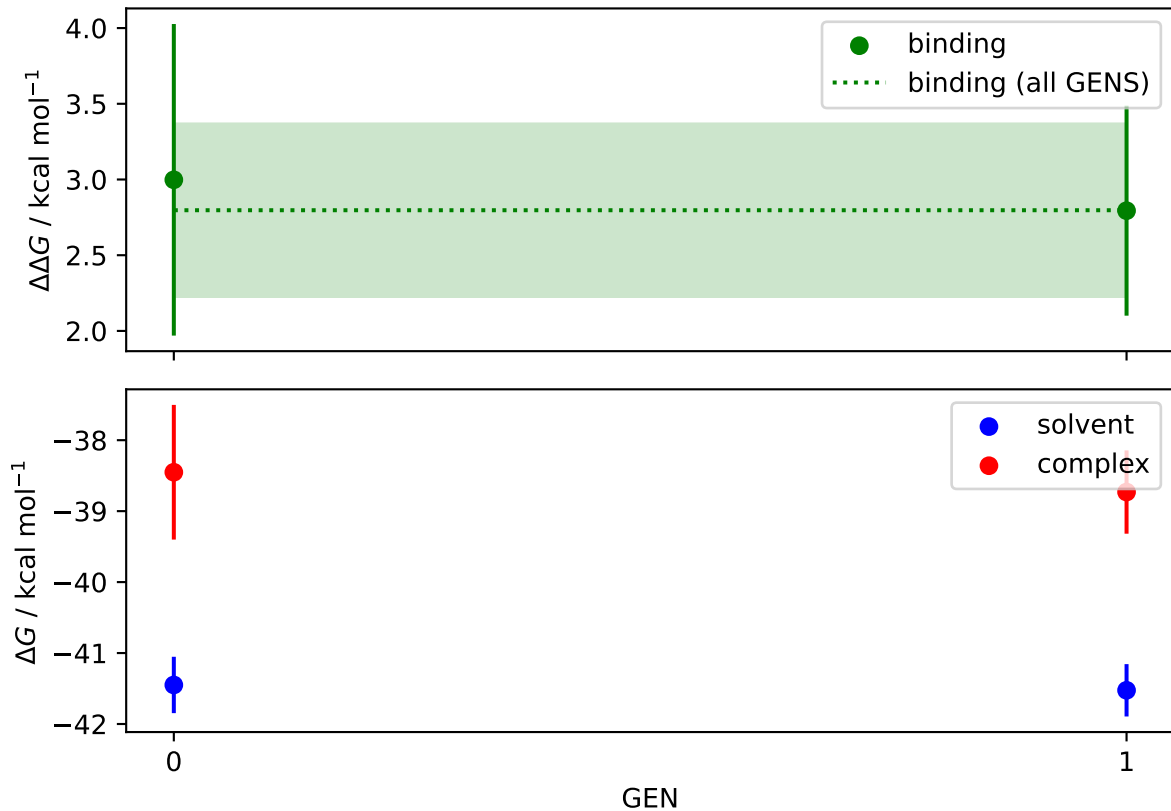 4.0
3.5
3.0
2.5
2.0
ΔΔG / kcal mol⁻¹
binding
binding (all GENS)
−38
−39
−40
−41
−42
ΔG / kcal mol⁻¹
solvent
complex
0
1
GEN